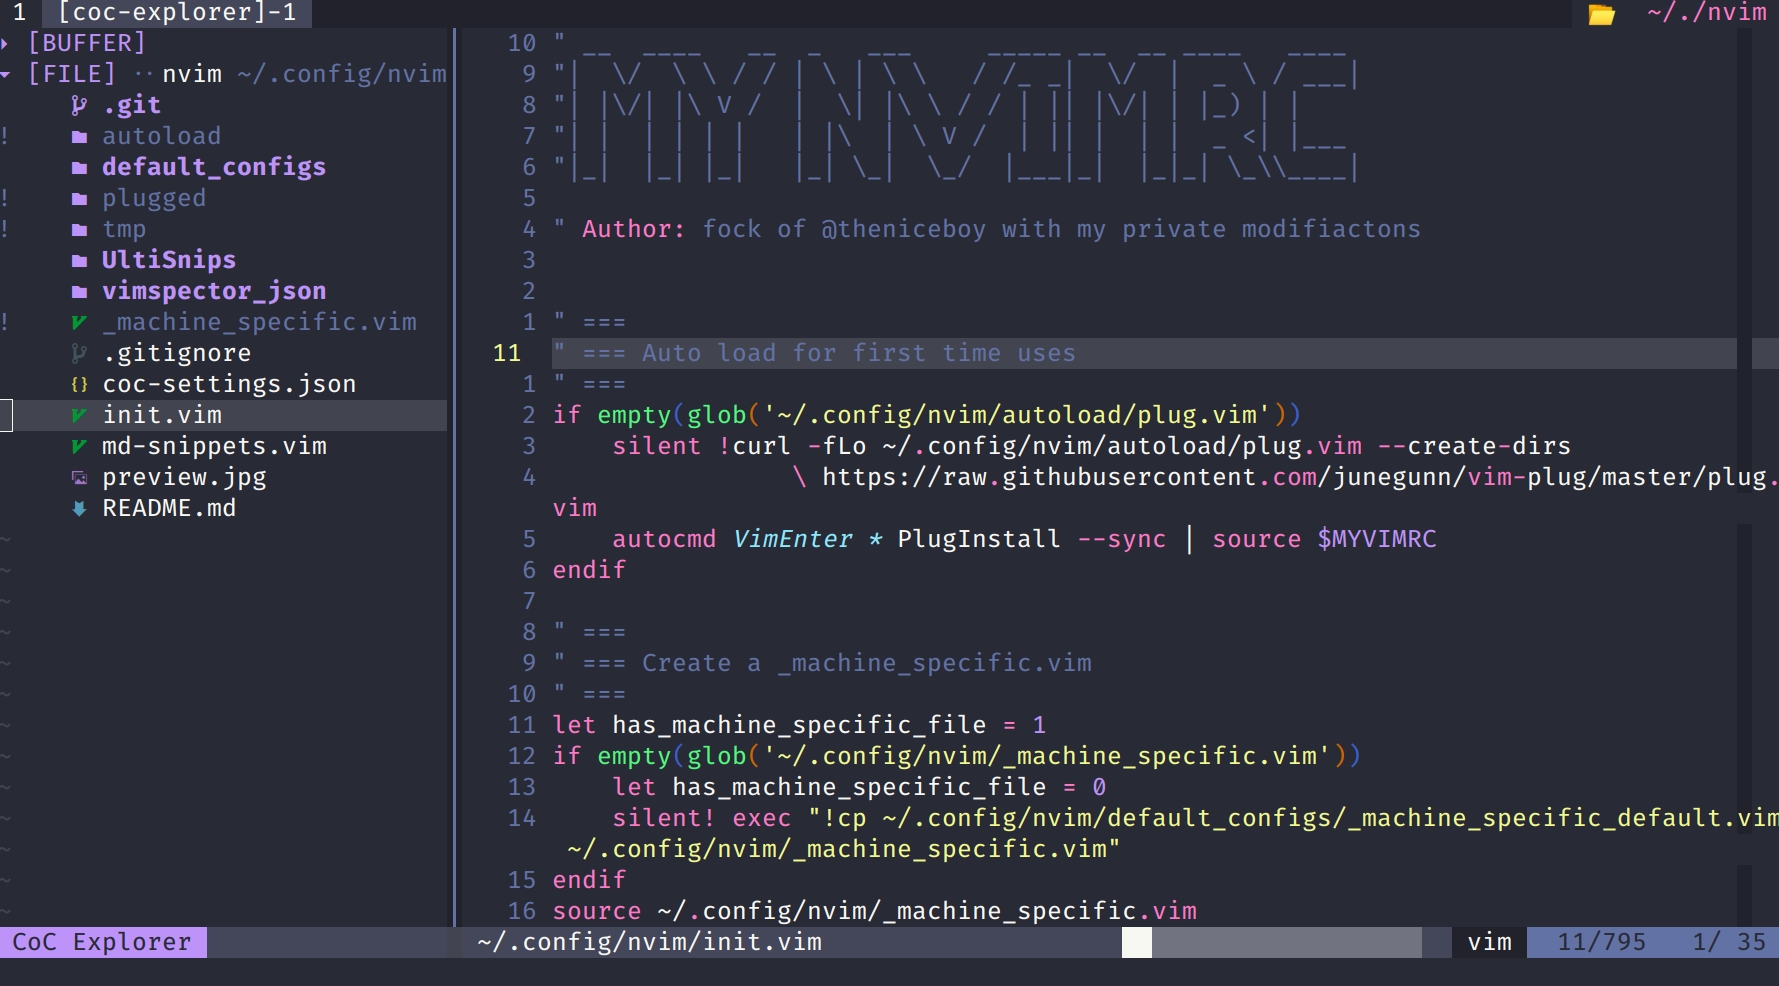 1 [coc-explorer]-1
~/./nvim
[BUFFER]
[FILE] ·· nvim ~/.config/nvim
.git
! autoload
default_configs
! plugged
! tmp
UltiSnips
vimspector_json
! _machine_specific.vim
.gitignore
{} coc-settings.json
init.vim
md-snippets.vim
preview.jpg
README.md
~
~
~
~
~
~
~
~
~
~
~
~
~
10 " __  ____   __  _   ___     _____ __  __ ____   ____
9 "|  \/  \ \ / / | \ | \ \   / /_ _|  \/  |  _ \ / ___|
8 "| |\/| |\ V /  |  \| |\ \ / / | || |\/| | |_) | |
7 "| |  | | | |   | |\  | \ V /  | || |  | |  _ <| |___
6 "|_|  |_| |_|   |_| \_|  \_/  |___|_|  |_|_| \_\\____|
5
4 " Author: fock of @theniceboy with my private modifiactons
3
2
1 " ===
11 " === Auto load for first time uses
1 " ===
2 if empty(glob('~/.config/nvim/autoload/plug.vim'))
3     silent !curl -fLo ~/.config/nvim/autoload/plug.vim --create-dirs
4                 \ https://raw.githubusercontent.com/junegunn/vim-plug/master/plug.
vim
5     autocmd VimEnter * PlugInstall --sync | source $MYVIMRC
6 endif
7
8 " ===
9 " === Create a _machine_specific.vim
10 " ===
11 let has_machine_specific_file = 1
12 if empty(glob('~/.config/nvim/_machine_specific.vim'))
13     let has_machine_specific_file = 0
14     silent! exec "!cp ~/.config/nvim/default_configs/_machine_specific_default.vim
 ~/.config/nvim/_machine_specific.vim"
15 endif
16 source ~/.config/nvim/_machine_specific.vim
CoC Explorer
~/.config/nvim/init.vim
vim
11/795 1/ 35